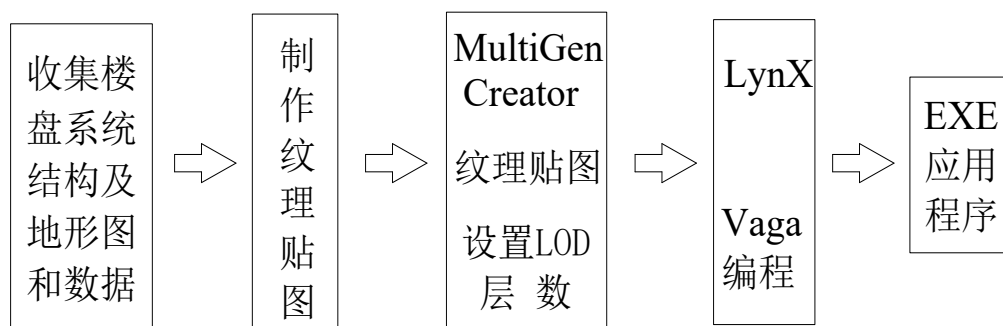 收集楼
盘系统
结构及
地形图
和数据
制
作
纹
理
贴
图
MultiGen
Creator
纹理贴图
设置LOD
层 数
LynX
Vaga
编程
EXE
应用
程序